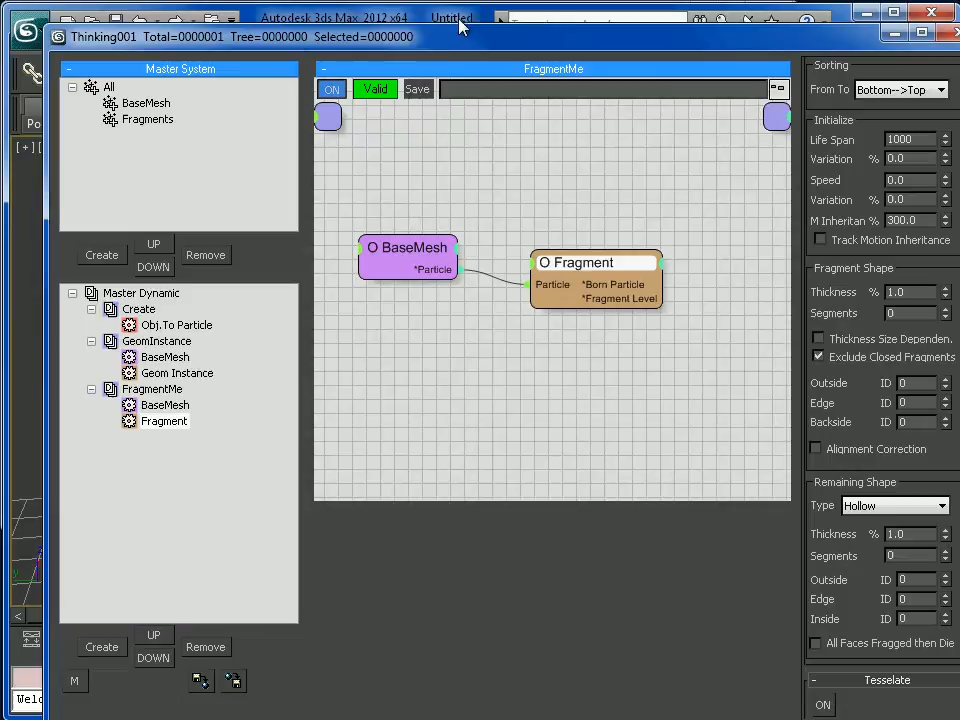 Autodesk 3ds Max 2012 x64 Untitled
Thinking001 Total=0000001 Tree=0000000 Selected=0000000
Po
[ + ] [
y
Welc
Master System
All
BaseMesh
Fragments
Create
UP
DOWN
Remove
Master Dynamic
Create
Obj.To Particle
GeomInstance
BaseMesh
Geom Instance
FragmentMe
BaseMesh
Fragment
Create
UP
DOWN
Remove
M
FragmentMe
ON Valid Save
O BaseMesh
*Particle
O Fragment
Particle *Born Particle
*Fragment Level
Sorting
From To Bottom-->Top
Initialize
Life Span 1000
Variation % 0.0
Speed 0.0
Variation % 0.0
M Inheritan % 300.0
Track Motion Inheritance
Fragment Shape
Thickness % 1.0
Segments 0
Thickness Size Dependen.
Exclude Closed Fragments
Outside ID 0
Edge ID 0
Backside ID 0
Alignment Correction
Remaining Shape
Type Hollow
Thickness % 1.0
Segments 0
Outside ID 0
Edge ID 0
Inside ID 0
All Faces Fragged then Die
- Tesselate
ON